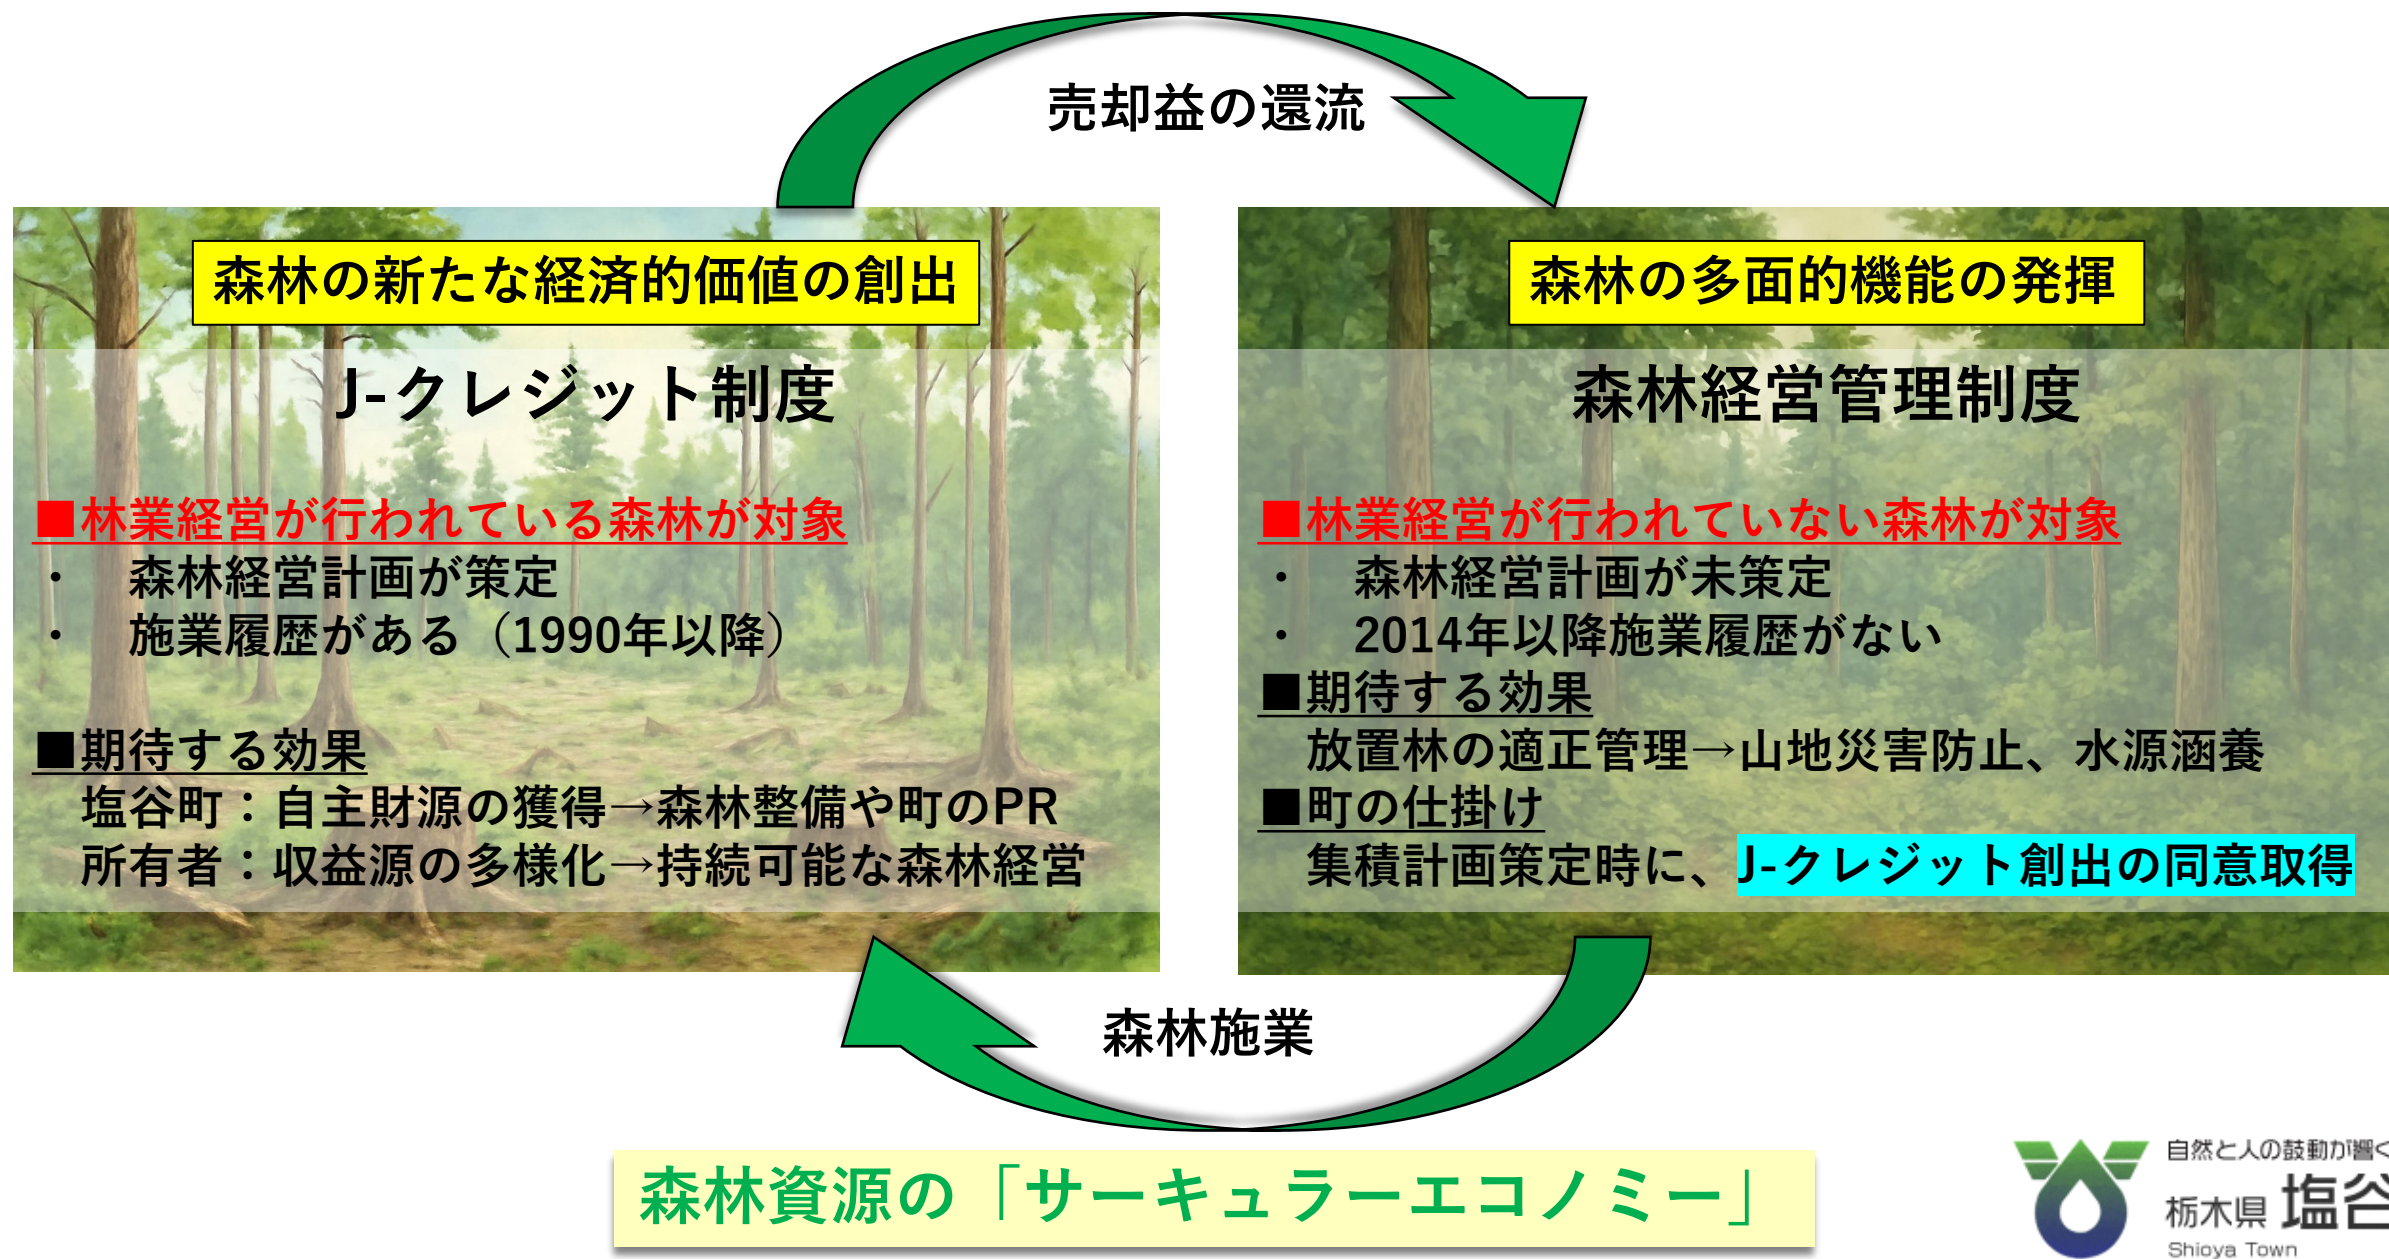 売却益の還流
森林の新たな経済的価値の創出
J-クレジット制度
■林業経営が行われている森林が対象
・　森林経営計画が策定
・　施業履歴がある（1990年以降）
■期待する効果
塩谷町：自主財源の獲得→森林整備や町のPR
所有者：収益源の多様化→持続可能な森林経営
森林の多面的機能の発揮
森林経営管理制度
■林業経営が行われていない森林が対象
・　森林経営計画が未策定
・　2014年以降施業履歴がない
■期待する効果
放置林の適正管理→山地災害防止、水源涵養
■町の仕掛け
集積計画策定時に、J-クレジット創出の同意取得
森林施業
森林資源の「サーキュラーエコノミー」
自然と人の鼓動が響く
栃木県 塩谷
Shioya Town